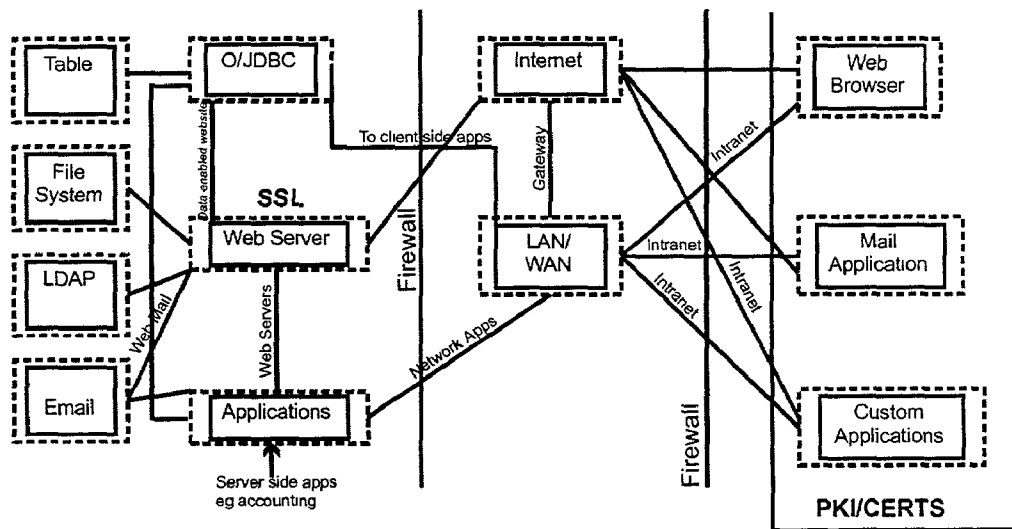 Table
O/JDBC
Internet
Web
Browser
To client side apps
Data enabled website
Gateway
Intranet
File
System
SSL
Web Server
Firewall
LAN/
WAN
Intranet
Mail
Application
LDAP
Web Mail
Web Servers
Network Apps
Intranet
Intranet
Email
Applications
Firewall
Custom
Applications
Server side apps
eg accounting
PKI/CERTS